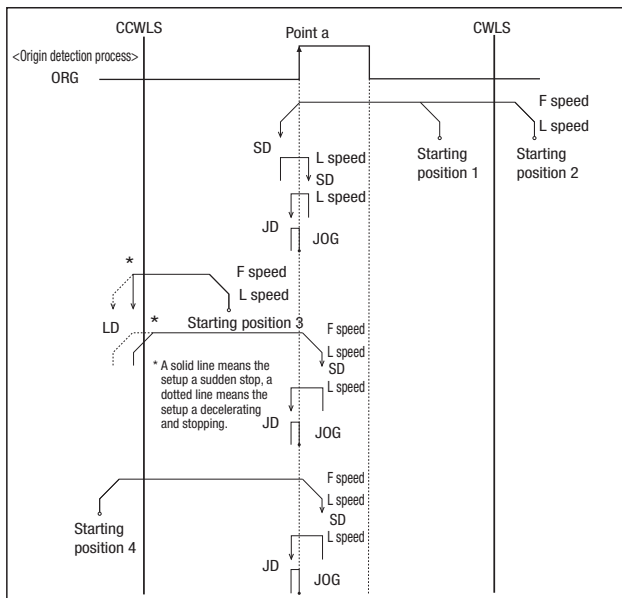 CCWLS
Point a
CWLS
<Origin detection process>
ORG
F speed
L speed
SD
Starting
position 1
Starting
position 2
L speed
SD
L speed
JD
JOG
*
F speed
L speed
LD
*
Starting position 3
F speed
L speed
SD
* A solid line means the
setup a sudden stop, a
dotted line means the
setup a decelerating
and stopping.
L speed
JD
JOG
F speed
L speed
SD
Starting
position 4
L speed
JD
JOG